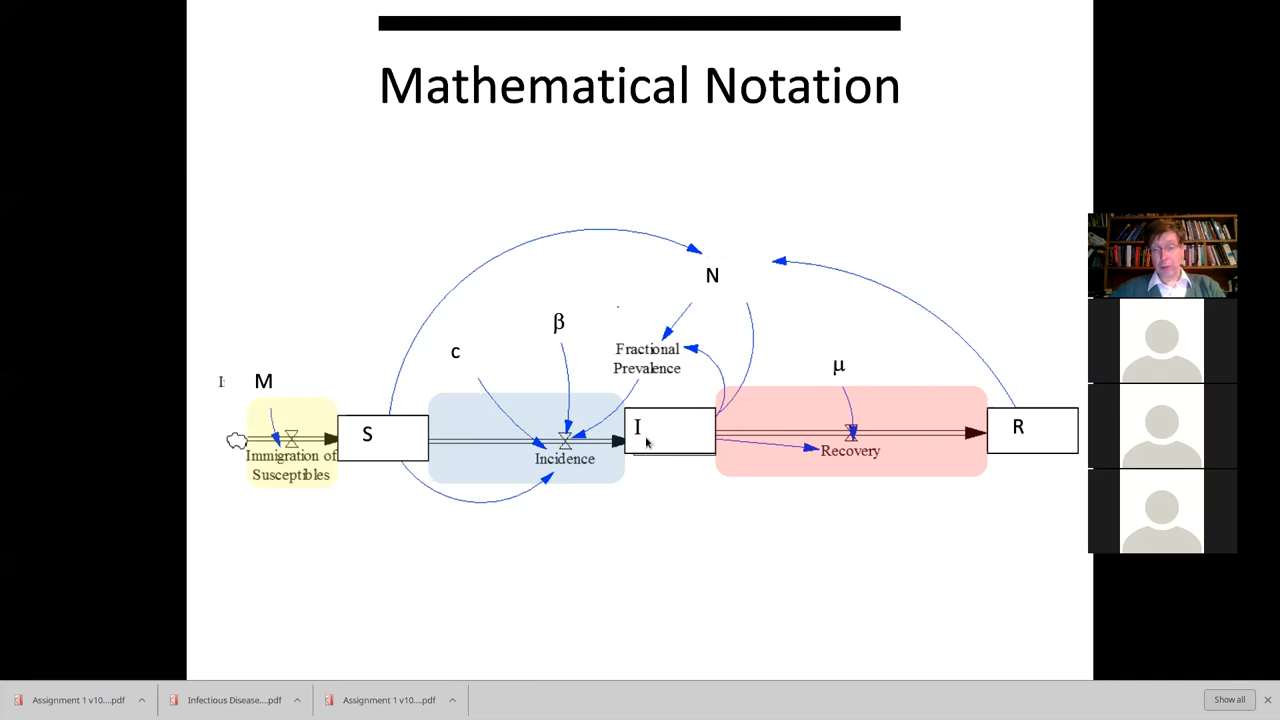 Mathematical Notation
N
β
c
Fractional
Prevalence
μ
M
S
I
R
Immigration of
Susceptibles
Incidence
Recovery
Assignment 1 v10....pdf
Infectious Disease....pdf
Assignment 1 v10....pdf
Show all